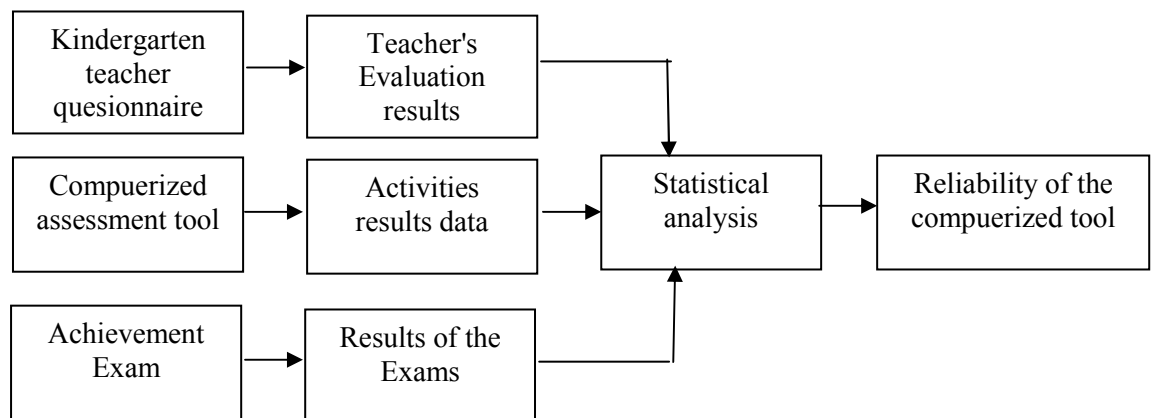 Kindergarten
teacher
quesionnaire
Teacher's
Evaluation
results
Compuerized
assessment tool
Activities
results data
Statistical
analysis
Reliability of the
compuerized tool
Achievement
Exam
Results of the
Exams